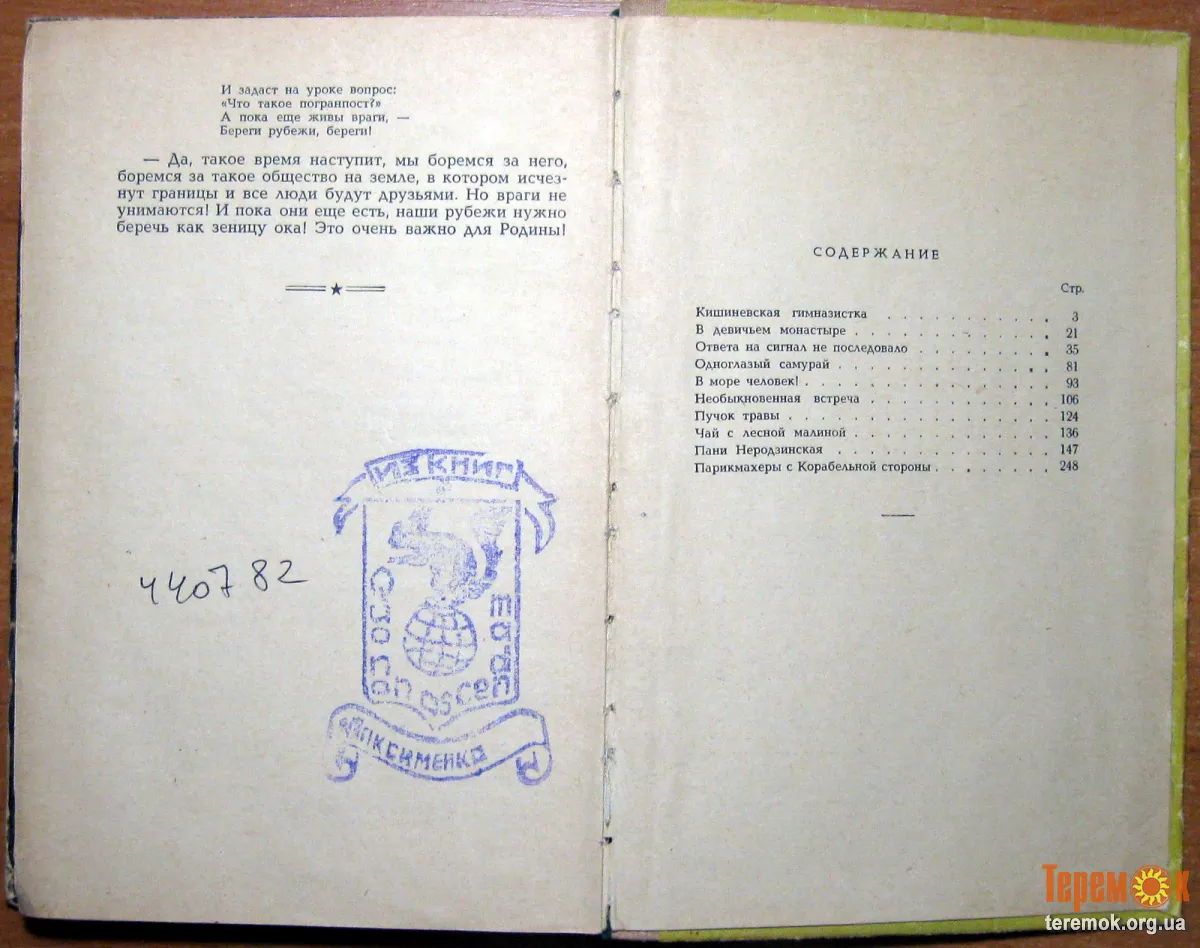 И задаст на уроке вопрос:
«Что такое погранпост?»
А пока еще живы враги, —
Береги рубежи, береги!
— Да, такое время наступит, мы боремся за него,
боремся за такое общество на земле, в котором исчез-
нут границы и все люди будут друзьями. Но враги не
унимаются! И пока они еще есть, наши рубежи нужно
беречь как зеницу ока! Это очень важно для Родины!
440782
ИЗ КНИГ
Quo non ascen
МАКСИМЕНКО
СОДЕРЖАНИЕ
Стр.
Кишиневская гимназистка . . . . . . . . . . . 3
В девичьем монастыре . . . . . . . . . . . . . 21
Ответа на сигнал не последовало . . . . . . . . 35
Одноглазый самурай . . . . . . . . . . . . . . 81
В море человек! . . . . . . . . . . . . . . . . 93
Необыкновенная встреча . . . . . . . . . . . . 106
Пучок травы . . . . . . . . . . . . . . . . . 124
Чай с лесной малиной . . . . . . . . . . . . . 136
Пани Неродзинская . . . . . . . . . . . . . . 147
Парикмахеры с Корабельной стороны . . . . . . . 248
Теремок
teremok.org.ua